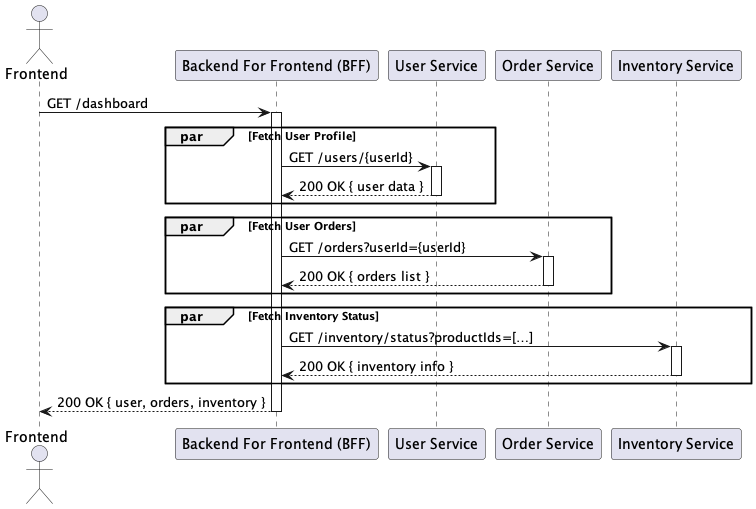 Frontend
Backend For Frontend (BFF)
User Service
Order Service
Inventory Service
GET /dashboard
par
[Fetch User Profile]
GET /users/{userId}
200 OK { user data }
par
[Fetch User Orders]
GET /orders?userId={userId}
200 OK { orders list }
par
[Fetch Inventory Status]
GET /inventory/status?productIds=[...]
200 OK { inventory info }
200 OK { user, orders, inventory }
Frontend
Backend For Frontend (BFF)
User Service
Order Service
Inventory Service